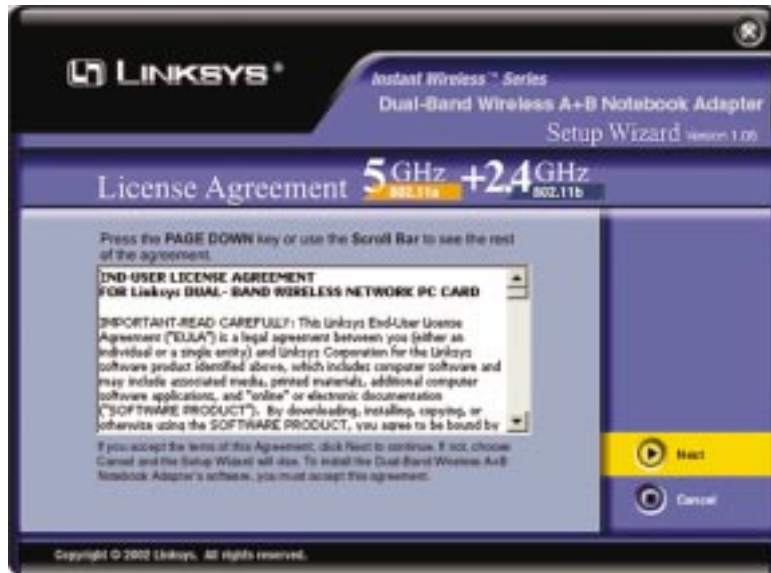 LINKSYS®
Instant Wireless™ Series
Dual-Band Wireless A+B Notebook Adapter
Setup Wizard Version 1.05
License Agreement 5 GHz 802.11a +2.4 GHz 802.11b
Press the PAGE DOWN key or use the Scroll Bar to see the rest
of the agreement.
END-USER LICENSE AGREEMENT
FOR Linksys DUAL- BAND WIRELESS NETWORK PC CARD
IMPORTANT-READ CAREFULLY: This Linksys End-User License
Agreement ("EULA") is a legal agreement between you (either an
individual or a single entity) and Linksys Corporation for the Linksys
software product identified above, which includes computer software and
may include associated media, printed materials, additional computer
software applications, and "online" or electronic documentation
("SOFTWARE PRODUCT"). By downloading, installing, copying, or
otherwise using the SOFTWARE PRODUCT, you agree to be bound by
If you accept the terms of this Agreement, click Next to continue. If not, choose
Cancel and the Setup Wizard will close. To install the Dual-Band Wireless A+B
Notebook Adapter's software, you must accept this agreement.
Next
Cancel
Copyright © 2002 Linksys. All rights reserved.